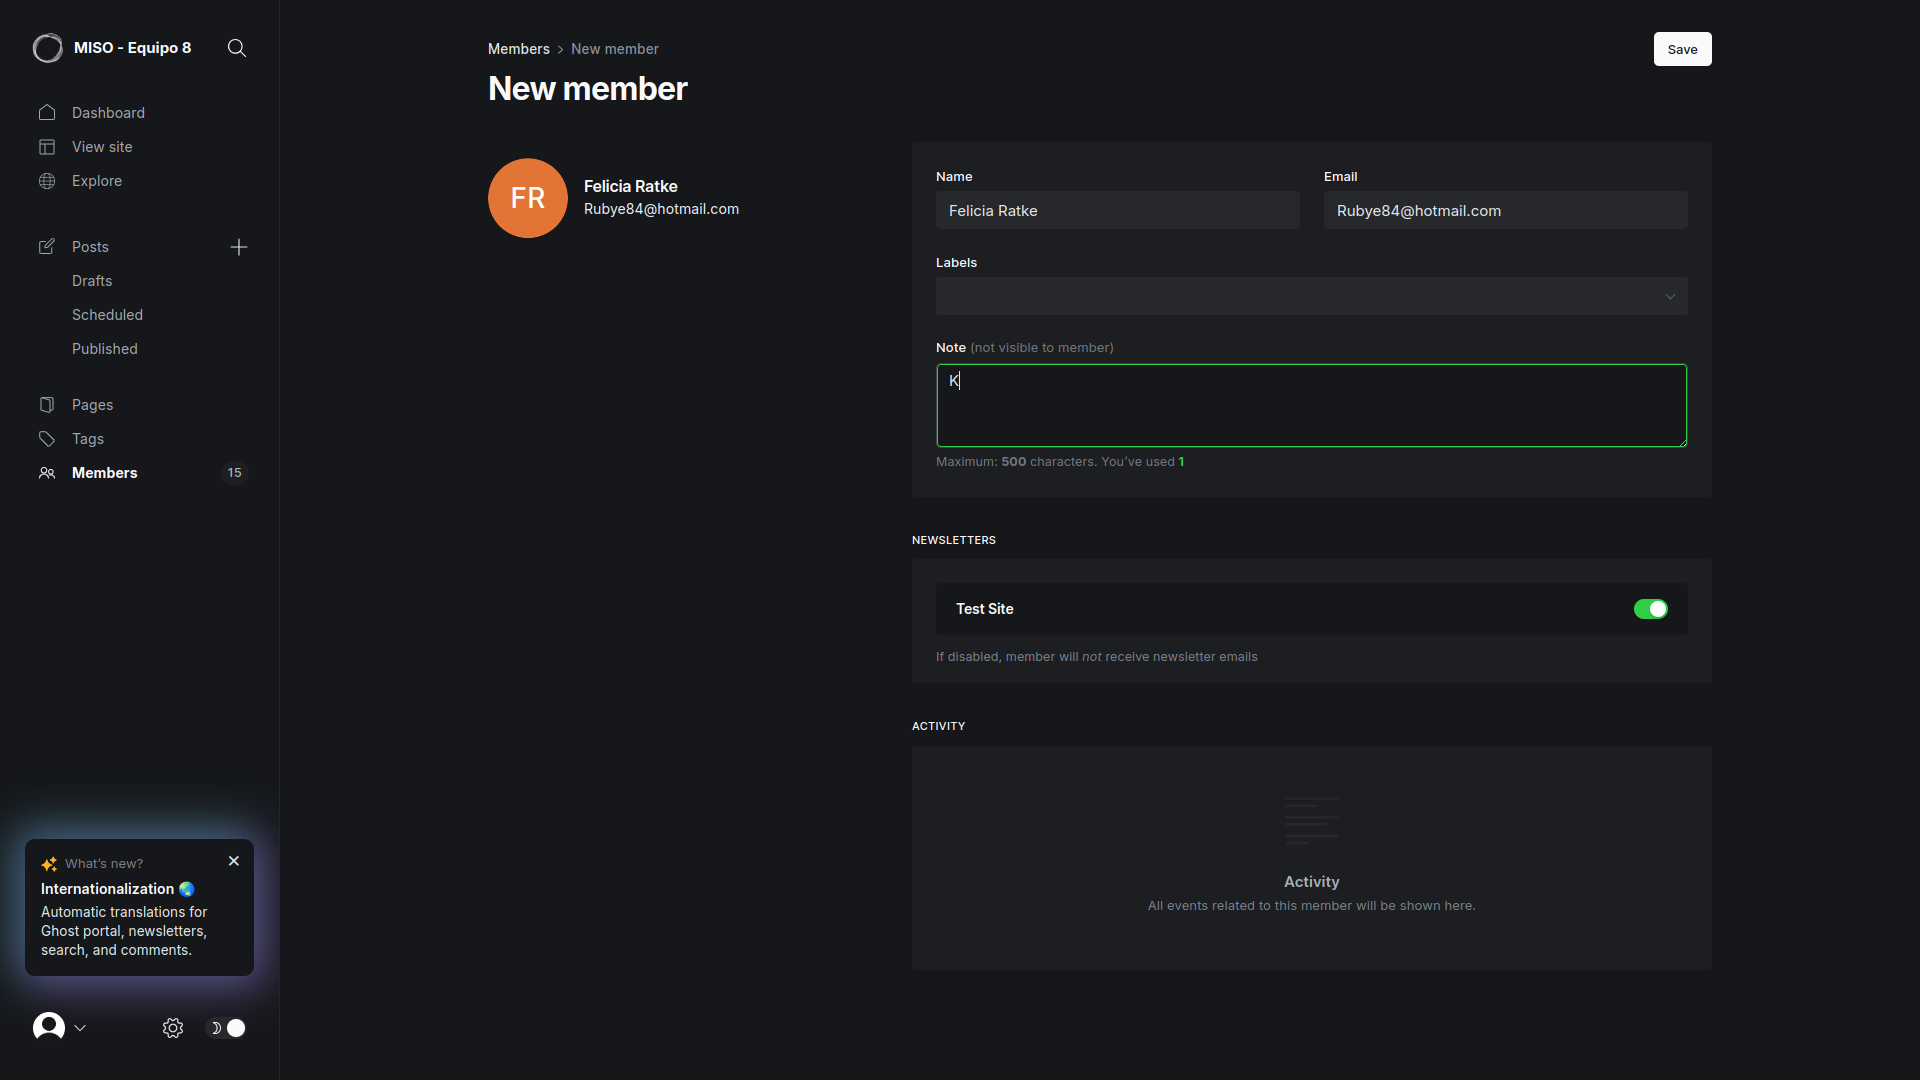 MISO - Equipo 8
Dashboard
View site
Explore
Posts
Drafts
Scheduled
Published
Pages
Tags
Members 15
What's new?
Internationalization
Automatic translations for
Ghost portal, newsletters,
search, and comments.
Members > New member
Save
New member
FR
Felicia Ratke
Rubye84@hotmail.com
Name
Felicia Ratke
Email
Rubye84@hotmail.com
Labels
Note (not visible to member)
K
Maximum: 500 characters. You've used 1
NEWSLETTERS
Test Site
If disabled, member will not receive newsletter emails
ACTIVITY
Activity
All events related to this member will be shown here.